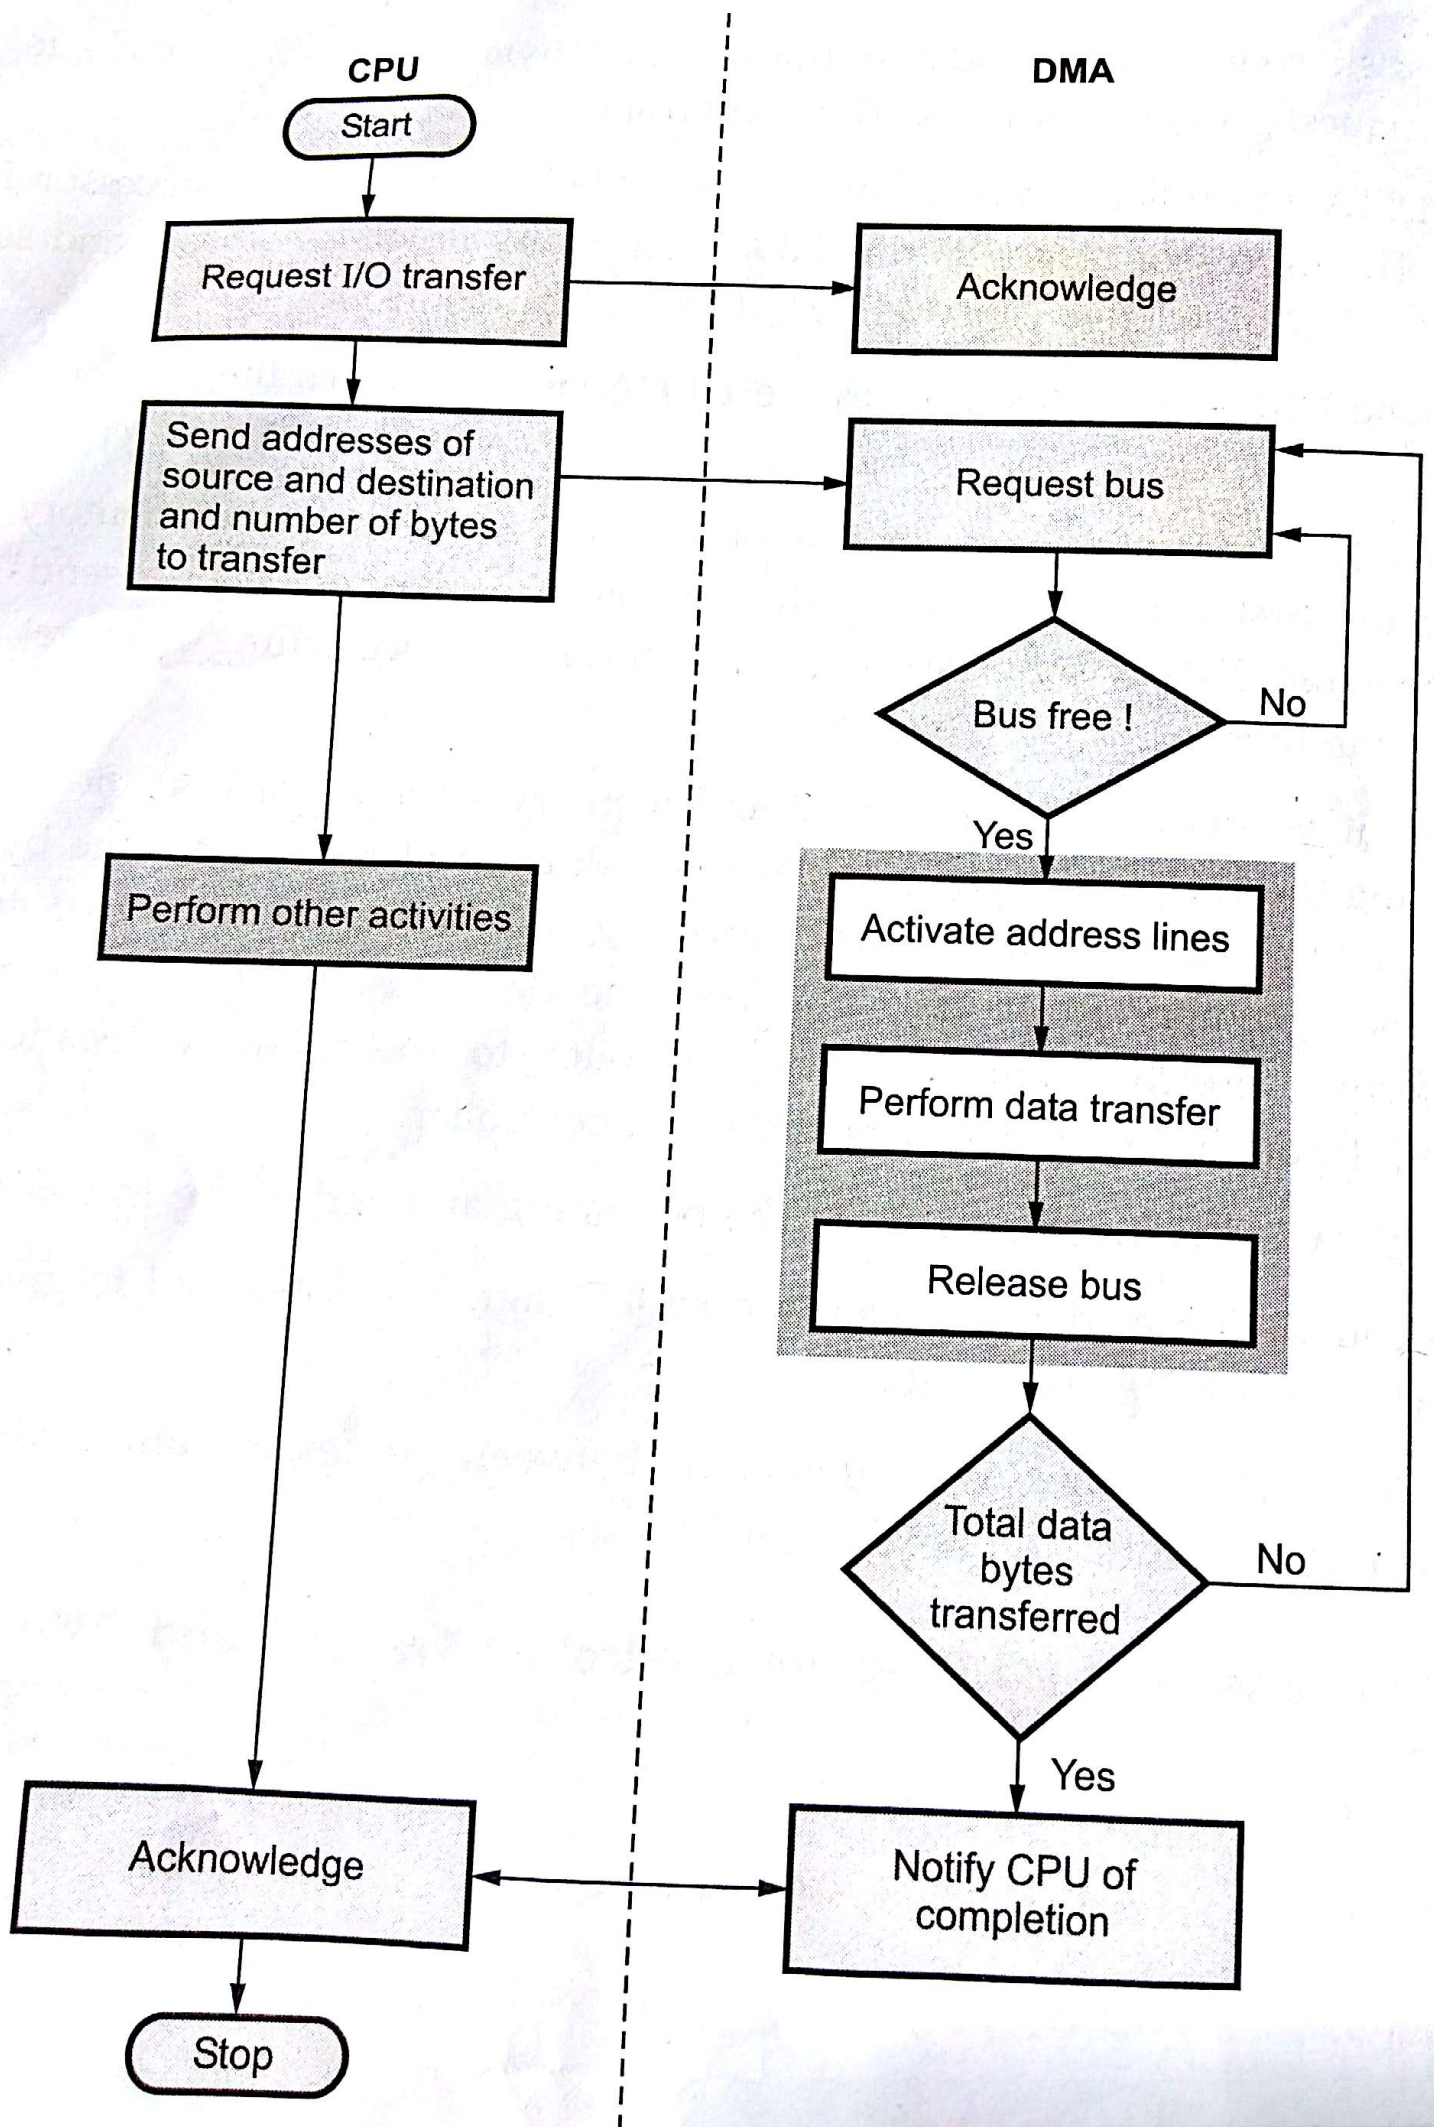 CPU
DMA
Start
Request I/O transfer
Acknowledge
Send addresses of
source and destination
and number of bytes
to transfer
Request bus
Bus free !
No
Yes
Perform other activities
Activate address lines
Perform data transfer
Release bus
Total data
bytes
transferred
No
Yes
Acknowledge
Notify CPU of
completion
Stop